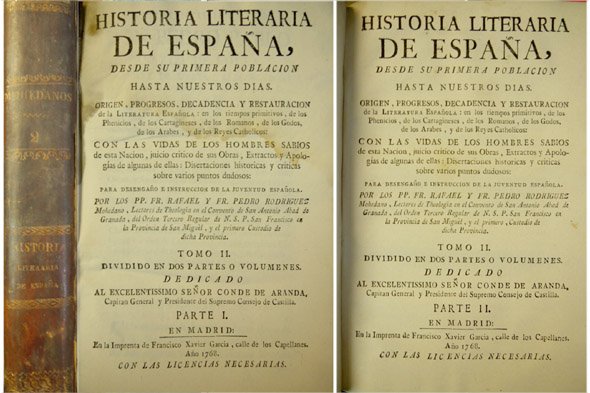 MOHEDANOS
2
HISTORIA
LITERARIA
DE ESPAÑA
HISTORIA LITERARIA
DE ESPAÑA,
DESDE SU PRIMERA POBLACION
HASTA NUESTROS DIAS.
ORIGEN, PROGRESOS, DECADENCIA Y RESTAURACION
de la LITERATURA ESPAÑOLA: en los tiempos primitivos, de los
Phenicios, de los Cartagineses, de los Romanos, de los Godos,
de los Arabes, y de los Reyes Catholicos:
CON LAS VIDAS DE LOS HOMBRES SABIOS
de esta Nacion, juicio critico de sus Obras, Extractos y Apolo-
gias de algunas de ellas: Disertaciones historicas y criticas
sobre varios puntos dudosos:
PARA DESENGAÑO E INSTRUCCION DE LA JUVENTUD ESPAÑOLA.
POR LOS PP. FR. RAFAEL Y FR. PEDRO RODRIGUEZ
Mohedano, Lectores de Theología en el Convento de San Antonio Abad de
Granada, del Orden Tercero Regular de N. S. P. San Francisco en
la Provincia de San Miguel, y el primero Custodio de
dicha Provincia.
TOMO II.
DIVIDIDO EN DOS PARTES O VOLUMENES.
DEDICADO
AL EXCELENTISSIMO SEÑOR CONDE DE ARANDA,
Capitan General y Presidente del Supremo Consejo de Castilla.
PARTE I.
EN MADRID:
En la Imprenta de Francisco Xavier Garcia, calle de los Capellanes.
Año 1768.
CON LAS LICENCIAS NECESARIAS.
HISTORIA LITERARIA
DE ESPAÑA,
DESDE SU PRIMERA POBLACION
HASTA NUESTROS DIAS.
ORIGEN, PROGRESOS, DECADENCIA Y RESTAURACION
de la LITERATURA ESPAÑOLA: en los tiempos primitivos, de los
Phenicios, de los Cartagineses, de los Romanos, de los Godos,
de los Arabes, y de los Reyes Catholicos:
CON LAS VIDAS DE LOS HOMBRES SABIOS
de esta Nacion, juicio critico de sus Obras, Extractos y Apolo-
gias de algunas de ellas: Disertaciones historicas y criticas
sobre varios puntos dudosos:
PARA DESENGAÑO E INSTRUCCION DE LA JUVENTUD ESPAÑOLA.
POR LOS PP. FR. RAFAEL Y FR. PEDRO RODRIGUEZ
Mohedano, Lectores de Theología en el Convento de San Antonio Abad de
Granada, del Orden Tercero Regular de N. S. P. San Francisco en
la Provincia de San Miguel, y el primero Custodio de
dicha Provincia.
TOMO II.
DIVIDIDO EN DOS PARTES O VOLUMENES.
DEDICADO
AL EXCELENTISSIMO SEÑOR CONDE DE ARANDA,
Capitan General y Presidente del Supremo Consejo de Castilla.
PARTE II.
EN MADRID:
En la Imprenta de Francisco Xavier Garcia, calle de los Capellanes.
Año 1768.
CON LAS LICENCIAS NECESARIAS.